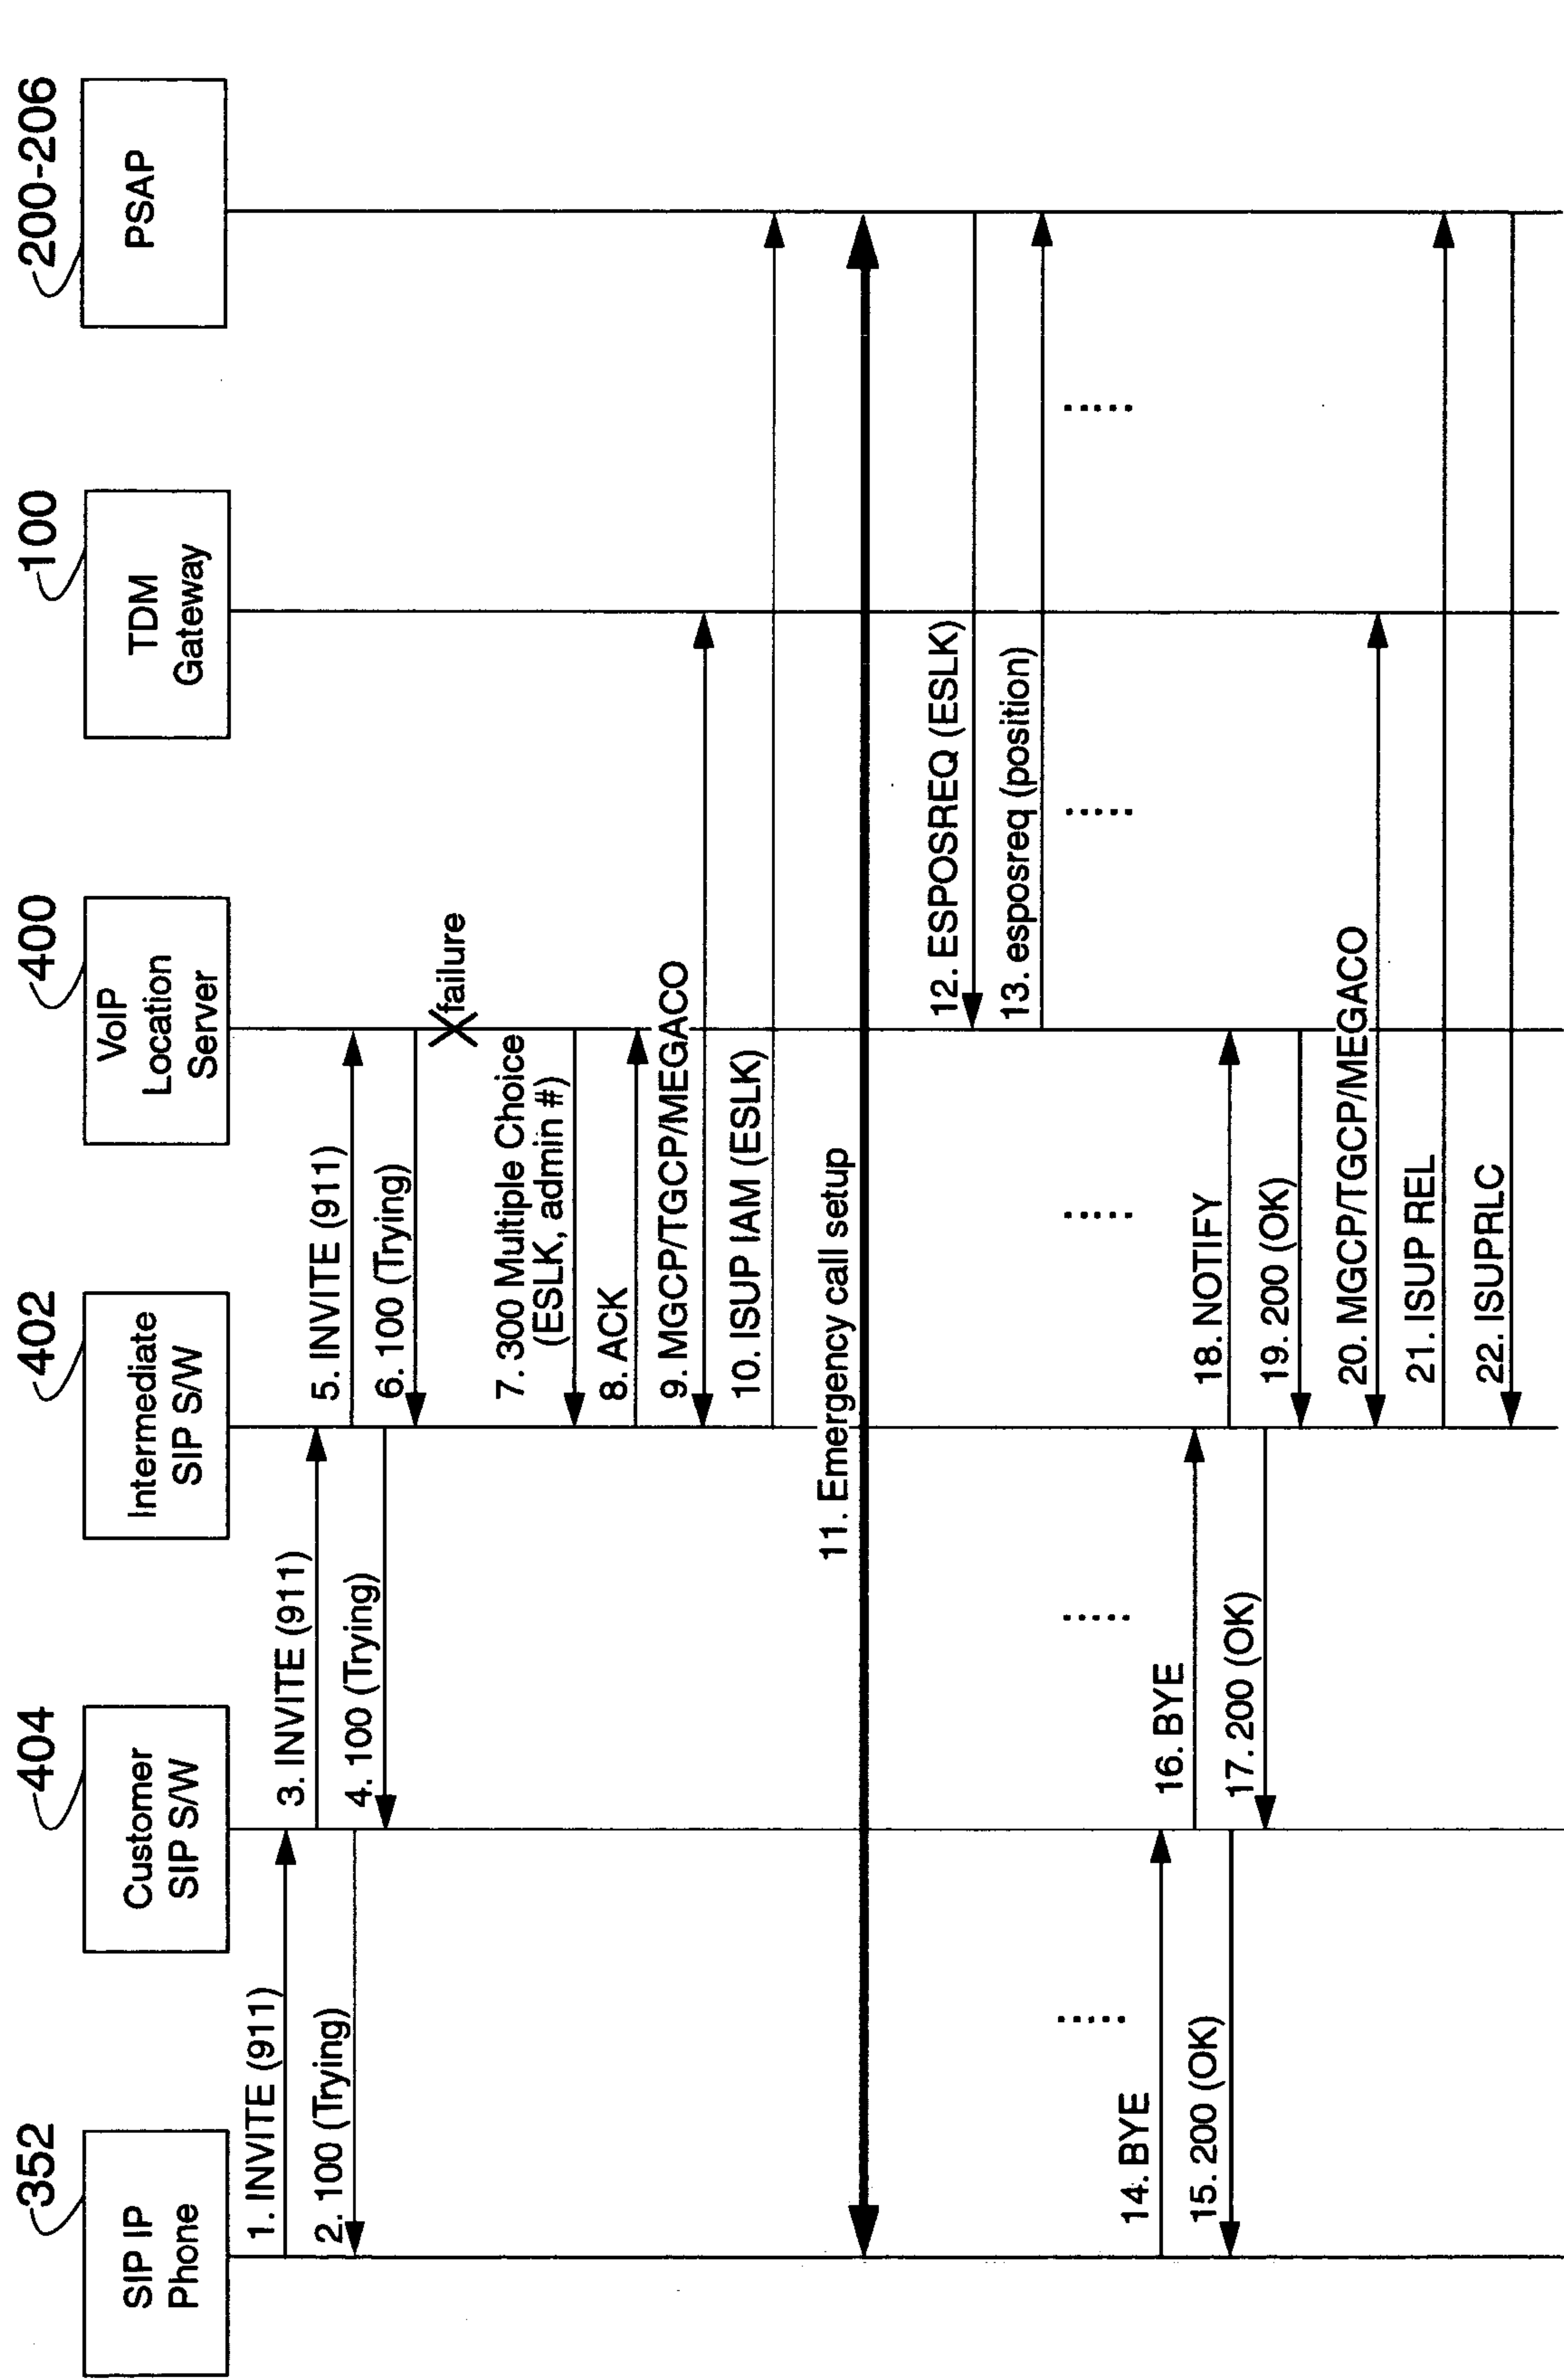 352
404
402
400
100
200-206
SIP IP
Phone
Customer
SIP S/W
Intermediate
SIP S/W
VoIP
Location
Server
TDM
Gateway
PSAP
1. INVITE (911)
2. 100 (Trying)
3. INVITE (911)
4. 100 (Trying)
5. INVITE (911)
6. 100 (Trying)
failure
7. 300 Multiple Choice
(ESLK, admin #)
8. ACK
9. MGCP/TGCP/MEGACO
10. ISUP IAM (ESLK)
11. Emergency call setup
12. ESPOSREQ (ESLK)
13. esposreq (position)
.....
.....
.....
.....
.....
14. BYE
15. 200 (OK)
16. BYE
17. 200 (OK)
18. NOTIFY
19. 200 (OK)
20. MGCP/TGCP/MEGACO
21. ISUP REL
22. ISUPRLC